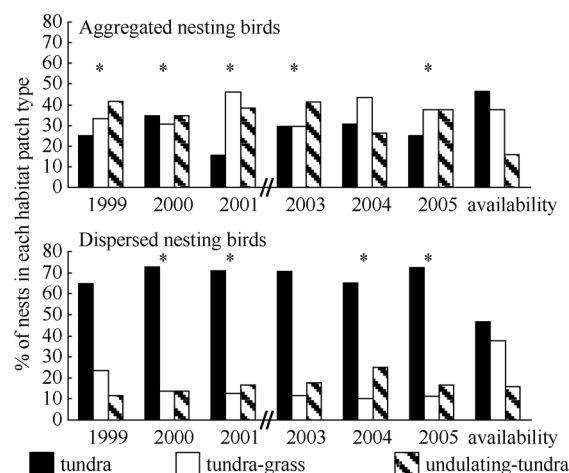 % of nests in each habitat patch type
80
Aggregated nesting birds
70
60
50
40
30
20
10
0
* * * * *
1999 2000 2001 // 2003 2004 2005 availability
80
Dispersed nesting birds
70
60
50
40
30
20
10
0
* * * *
1999 2000 2001 // 2003 2004 2005 availability
tundra tundra-grass undulating-tundra